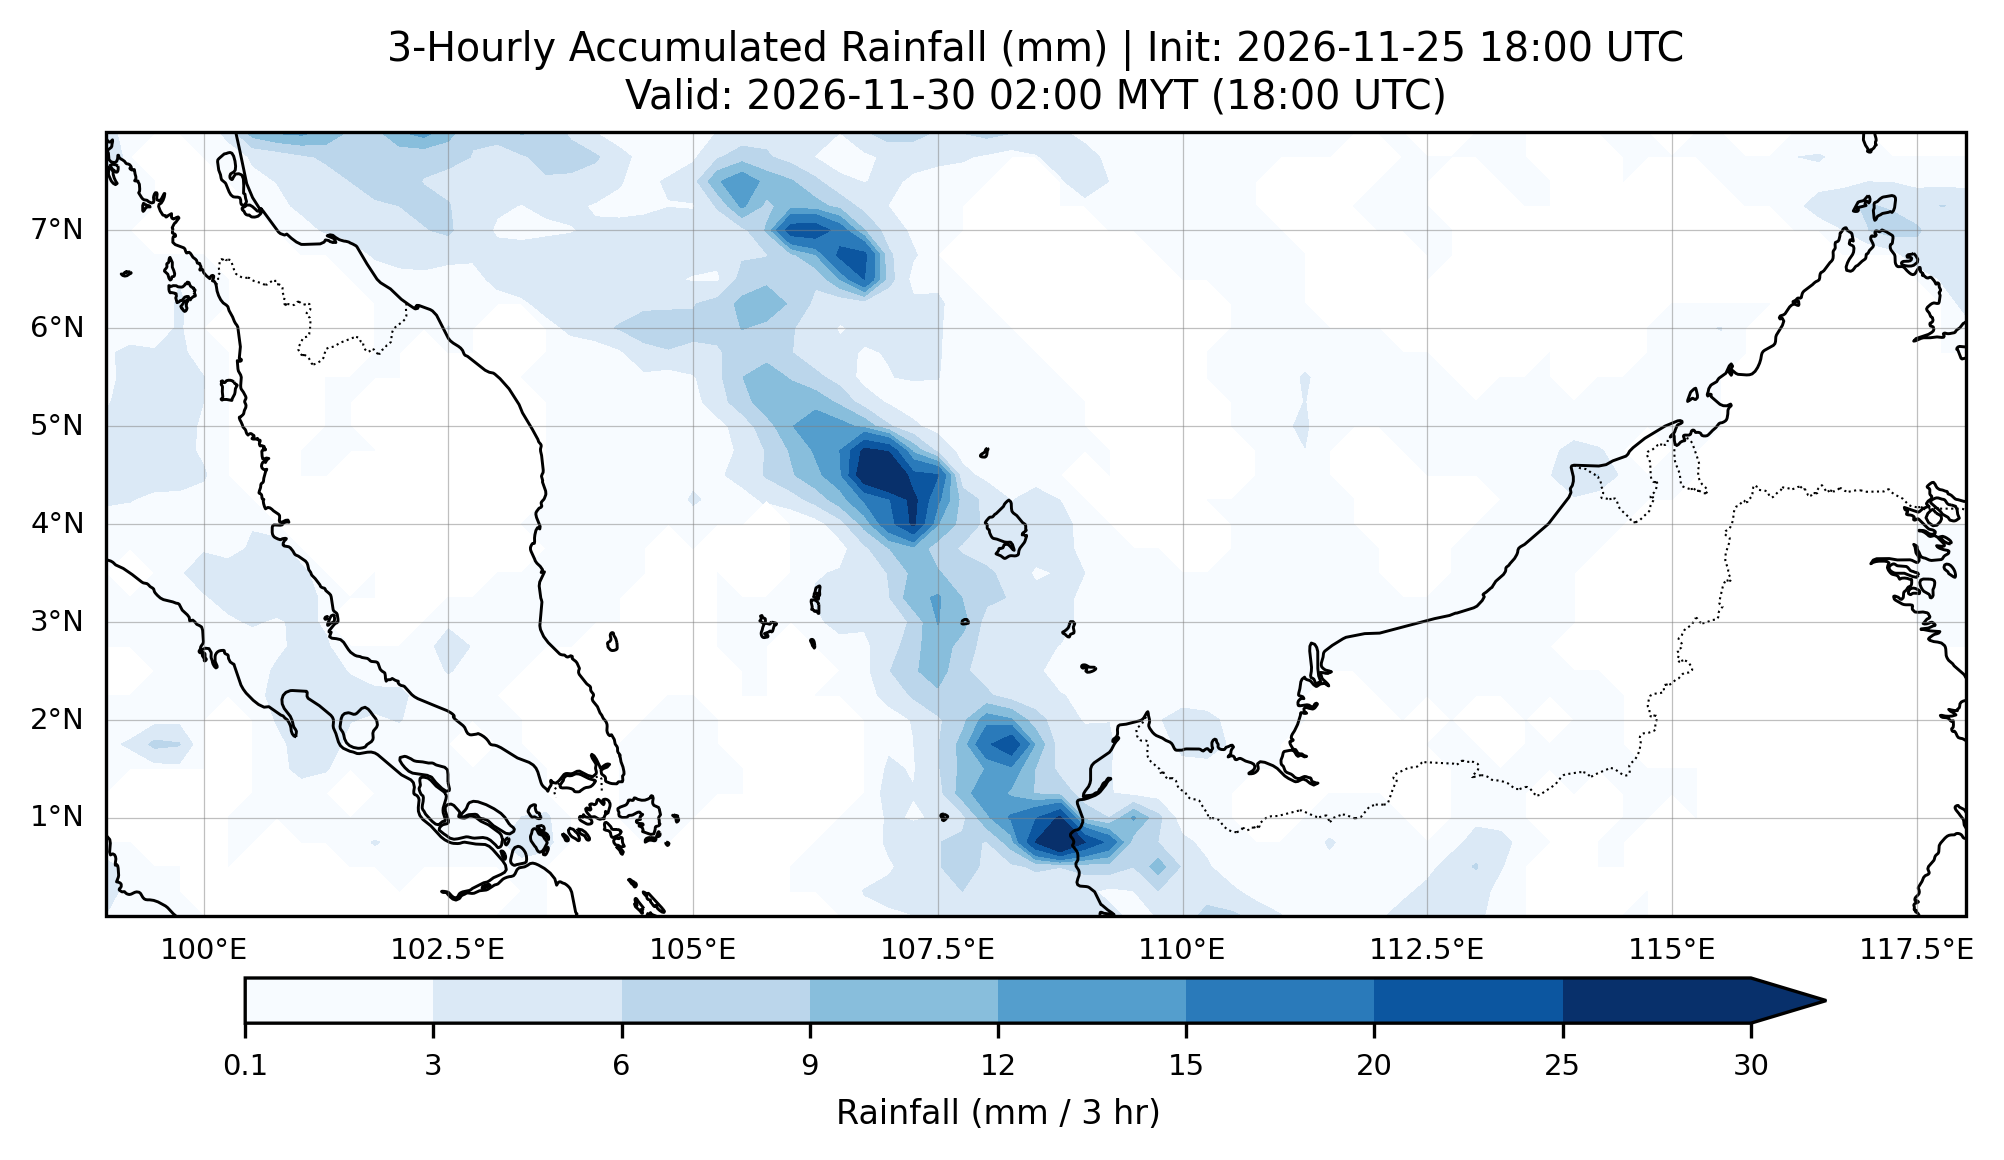 3-Hourly Accumulated Rainfall (mm) | Init: 2026-11-25 18:00 UTC
Valid: 2026-11-30 02:00 MYT (18:00 UTC)
7°N
6°N
5°N
4°N
3°N
2°N
1°N
100°E 102.5°E 105°E 107.5°E 110°E 112.5°E 115°E 117.5°E
0.1 3 6 9 12 15 20 25 30
Rainfall (mm / 3 hr)